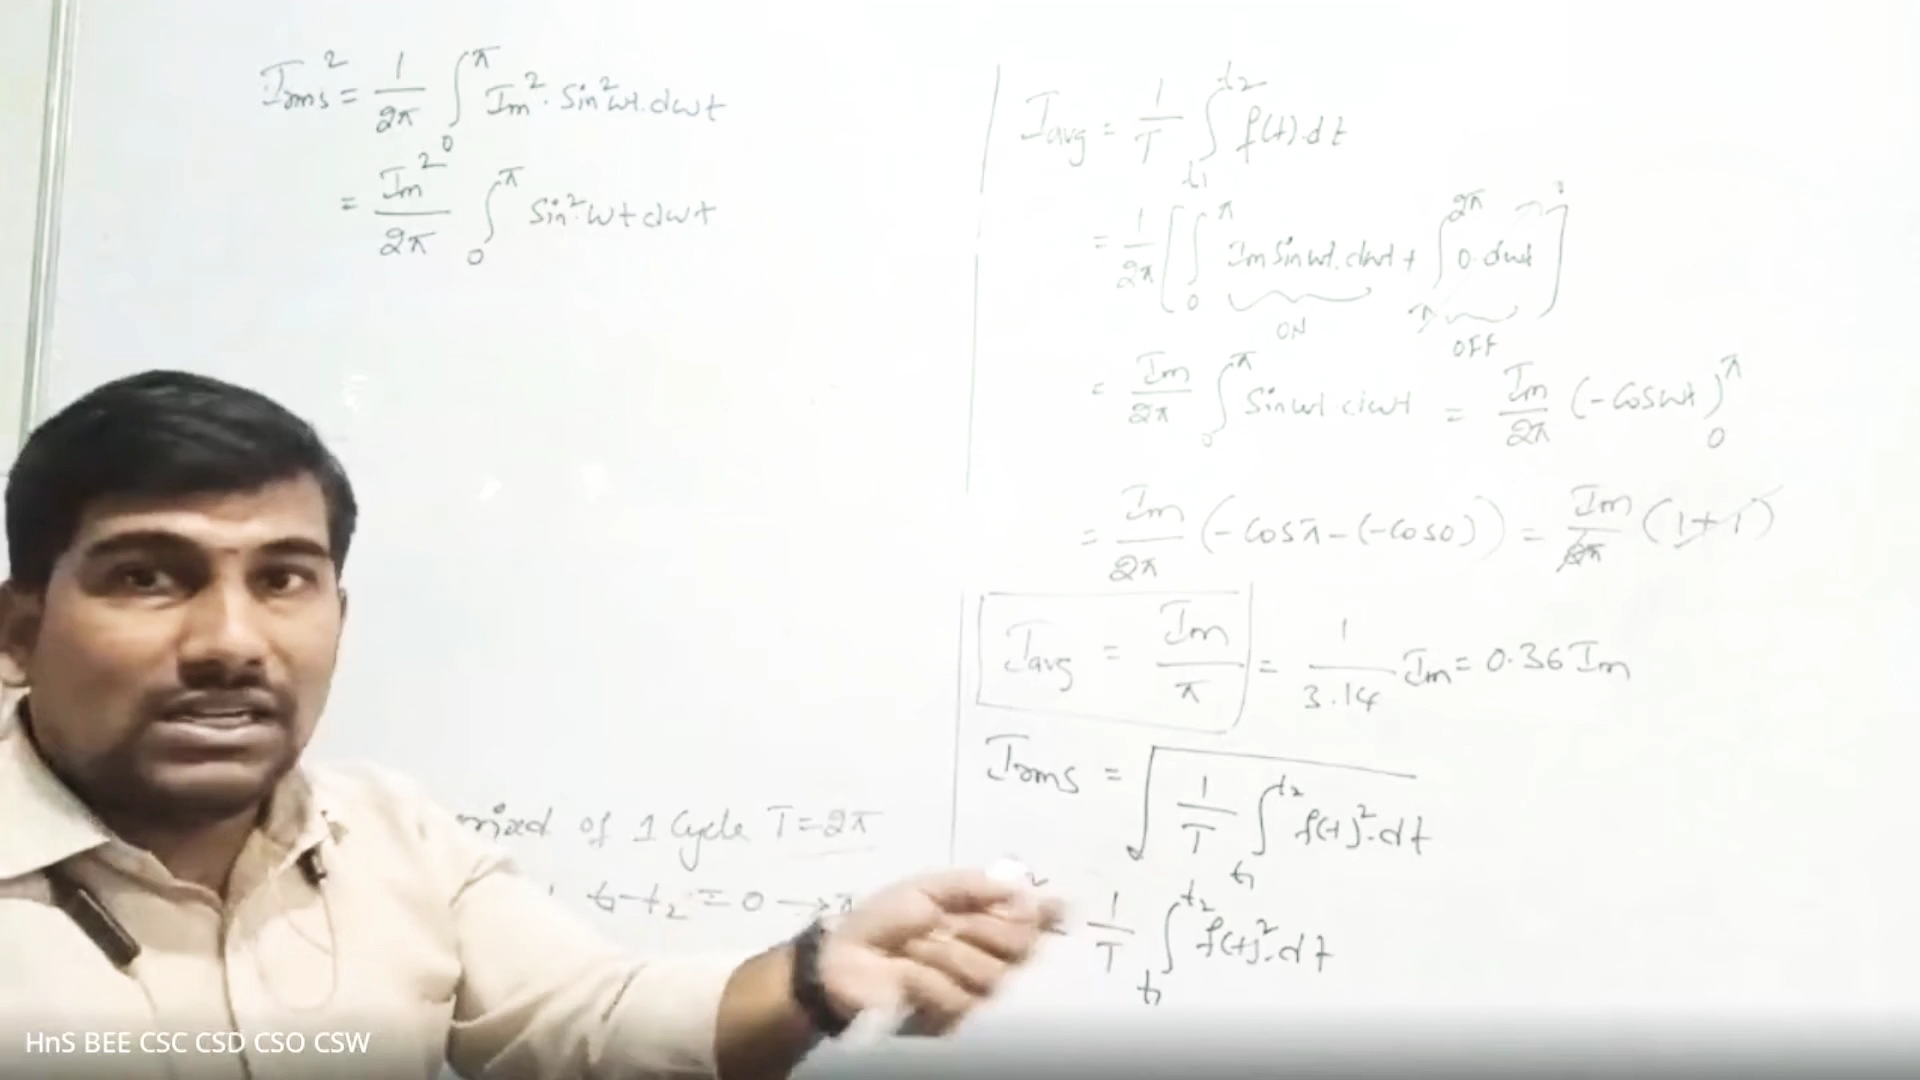 Irms² = 1/2π ∫₀^π Im². Sin²ωt. dωt
= Im²/2π ∫₀^π Sin². ωt dωt
of 1 Cycle T = 2π
t₁-t₂ = 0 → π
Iavg = 1/T ∫t₁^t₂ f(t).dt
= 1/2π [ ∫₀^π Im Sinωt. dωt + ∫π^2π 0. dωt ]
ON OFF
= Im/2π ∫₀^π Sinωt. dωt = Im/2π (-Cosωt)₀^π
= Im/2π (-Cosπ-(-Cos0)) = Im/2π (1+1)
Iavg = Im/π = 1/3.14 Im = 0.36 Im
Irms = √(1/T ∫t₁^t₂ f(t)².dt)
² = 1/T ∫t₁^t₂ f(t)².dt
HnS BEE CSC CSD CSO CSW